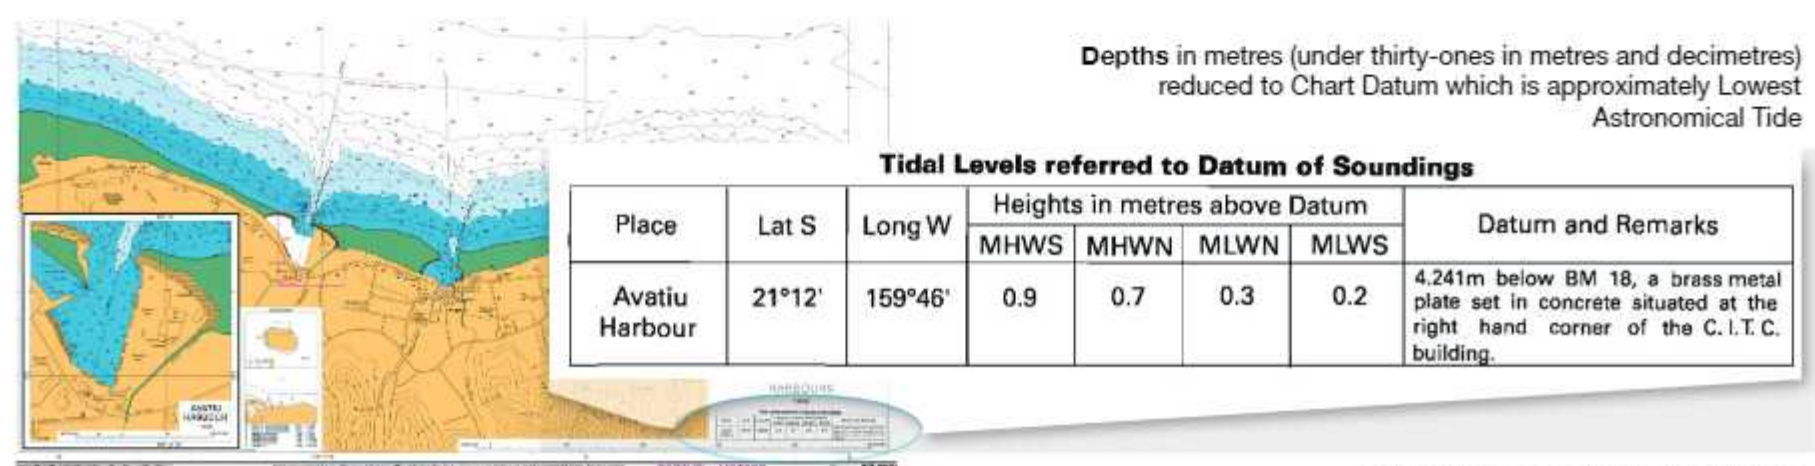 Depths in metres (under thirty-ones in metres and decimetres)
reduced to Chart Datum which is approximately Lowest
Astronomical Tide
Tidal Levels referred to Datum of Soundings
Place Lat S Long W Heights in metres above Datum Datum and Remarks
MHWS MHWN MLWN MLWS
Avatiu Harbour 21°12' 159°46' 0.9 0.7 0.3 0.2
4.241m below BM 18, a brass metal
plate set in concrete situated at the
right hand corner of the C.I.T.C.
building.
AVATIU
HARBOUR
HARBOURS